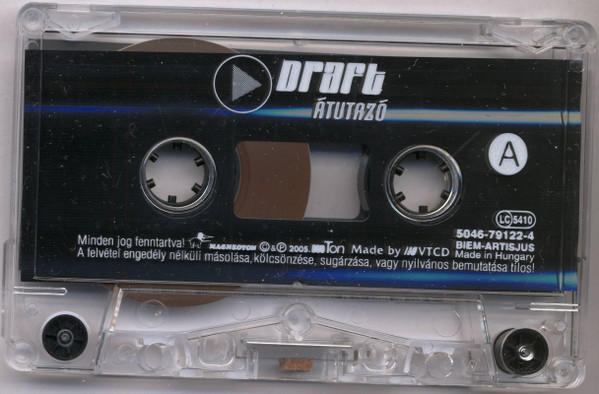 Draft
ÁTUTAZÓ
A
LC 5410
5046-79122-4
BIEM-ARTISJUS
Made in Hungary
Minden jog fenntartva! MAGNEOTON © & ℗ 2005. Ton Made by VTCD
A felvétel engedély nélküli másolása, kölcsönzése, sugárzása, vagy nyilvános bemutatása tilos!